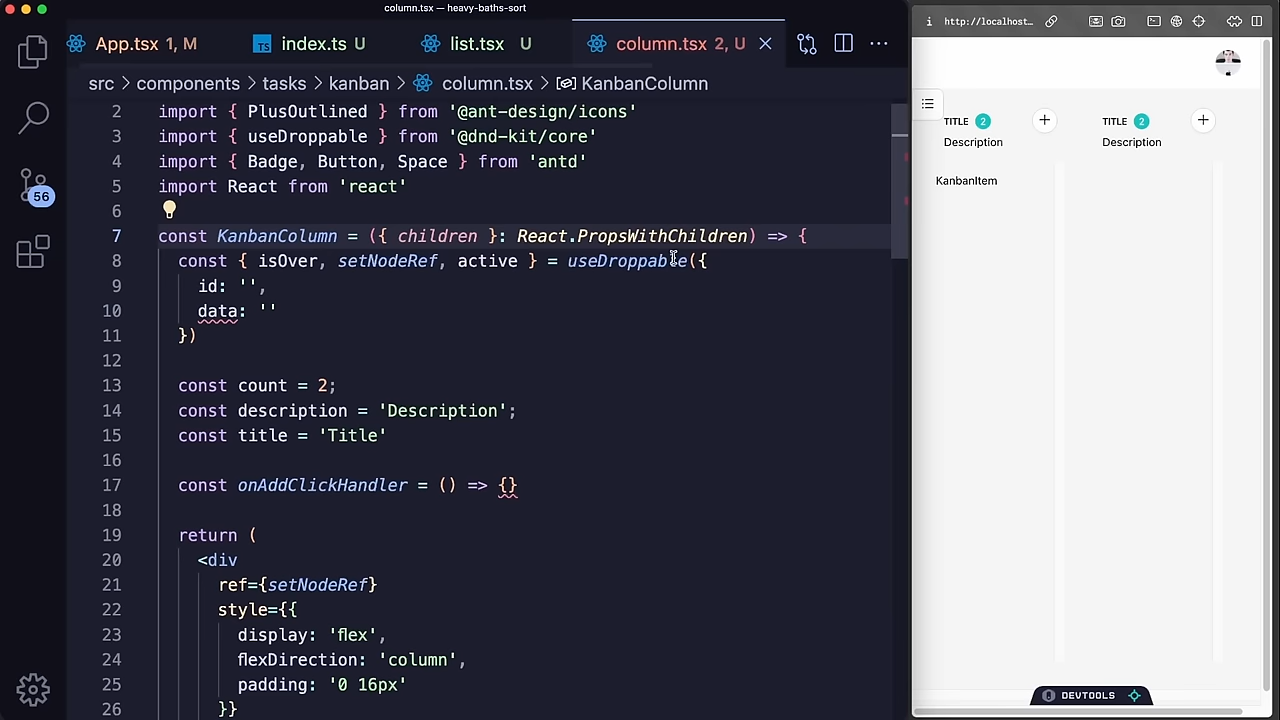 column.tsx — heavy-baths-sort
App.tsx 1, M
index.ts U
list.tsx U
column.tsx 2, U
src > components > tasks > kanban > column.tsx > KanbanColumn
2 import { PlusOutlined } from '@ant-design/icons'
3 import { useDroppable } from '@dnd-kit/core'
4 import { Badge, Button, Space } from 'antd'
5 import React from 'react'
6
7 const KanbanColumn = ({ children }: React.PropsWithChildren) => {
8 const { isOver, setNodeRef, active } = useDroppable({
9 id: '',
10 data: ''
11 })
12
13 const count = 2;
14 const description = 'Description';
15 const title = 'Title'
16
17 const onAddClickHandler = () => {}
18
19 return (
20 <div
21 ref={setNodeRef}
22 style={{
23 display: 'flex',
24 flexDirection: 'column',
25 padding: '0 16px'
26 }}
56
http://localhost…
TITLE 2
Description
KanbanItem
TITLE 2
Description
DEVTOOLS